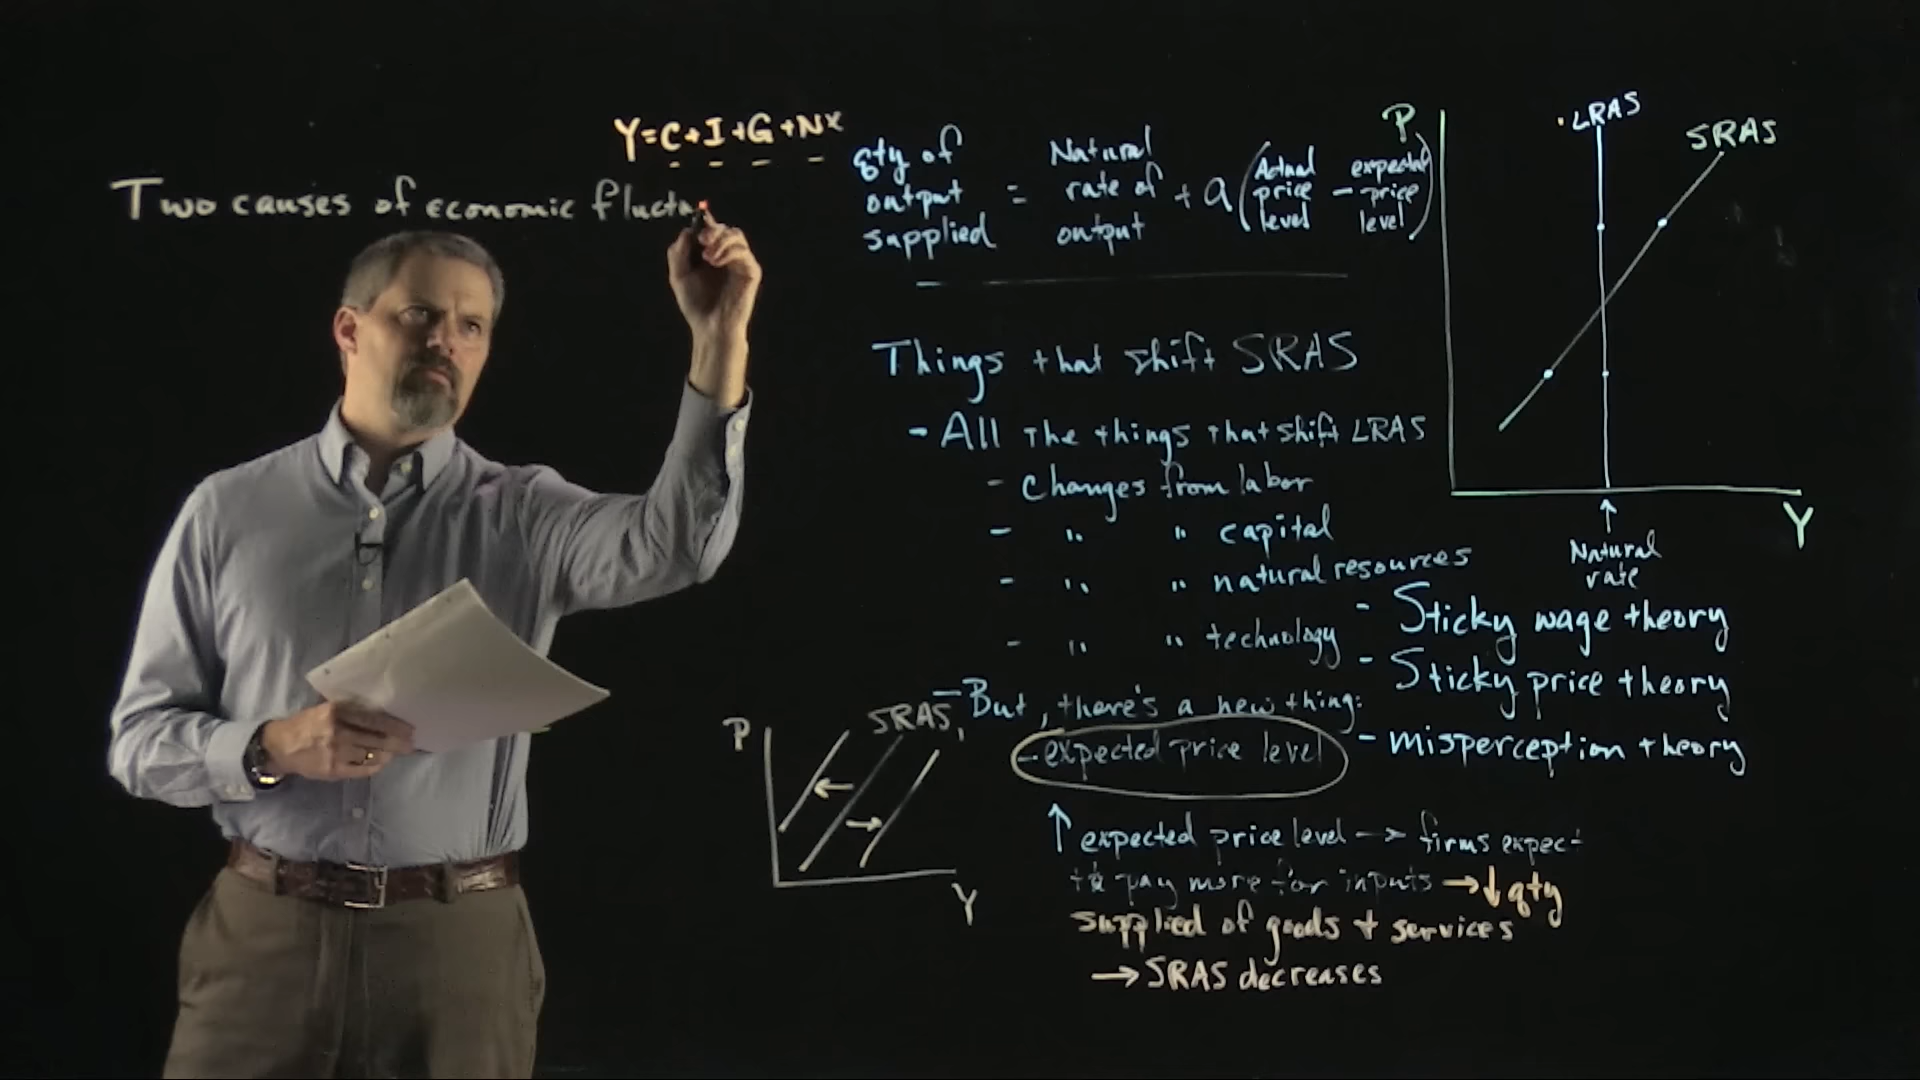 Y=C+I+G+NX
Two causes of economic flucta
qty of
output
supplied
=
Natural
rate of
output
+ a
(Actual
price
level
-
expected
price
level)
P
LRAS
SRAS
Y
↑
Natural
rate
Things that shift SRAS
- All the things that shift LRAS
- Changes from labor
- " " capital
- " " natural resources
- " " technology
- But, there's a new thing:
- expected price level
- Sticky wage theory
- Sticky price theory
- misperception theory
↑ expected price level → firms expect
to pay more for inputs → ↓ qty
supplied of goods + services
→ SRAS decreases
P
SRAS1
Y